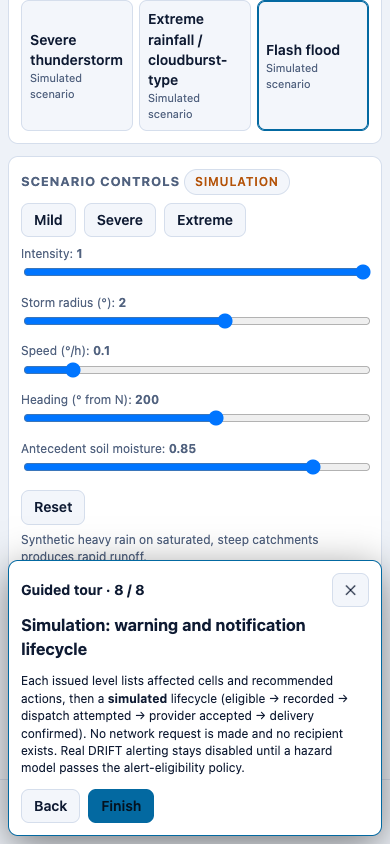 Severe
thunderstorm
Simulated
scenario
Extreme
rainfall /
cloudburst-
type
Simulated
scenario
Flash flood
Simulated
scenario
SCENARIO CONTROLS SIMULATION
Mild Severe Extreme
Intensity: 1
Storm radius (°): 2
Speed (°/h): 0.1
Heading (° from N): 200
Antecedent soil moisture: 0.85
Reset
Synthetic heavy rain on saturated, steep catchments
produces rapid runoff.
Guided tour · 8 / 8
Simulation: warning and notification
lifecycle
Each issued level lists affected cells and recommended
actions, then a simulated lifecycle (eligible → recorded →
dispatch attempted → provider accepted → delivery
confirmed). No network request is made and no recipient
exists. Real DRIFT alerting stays disabled until a hazard
model passes the alert-eligibility policy.
Back Finish